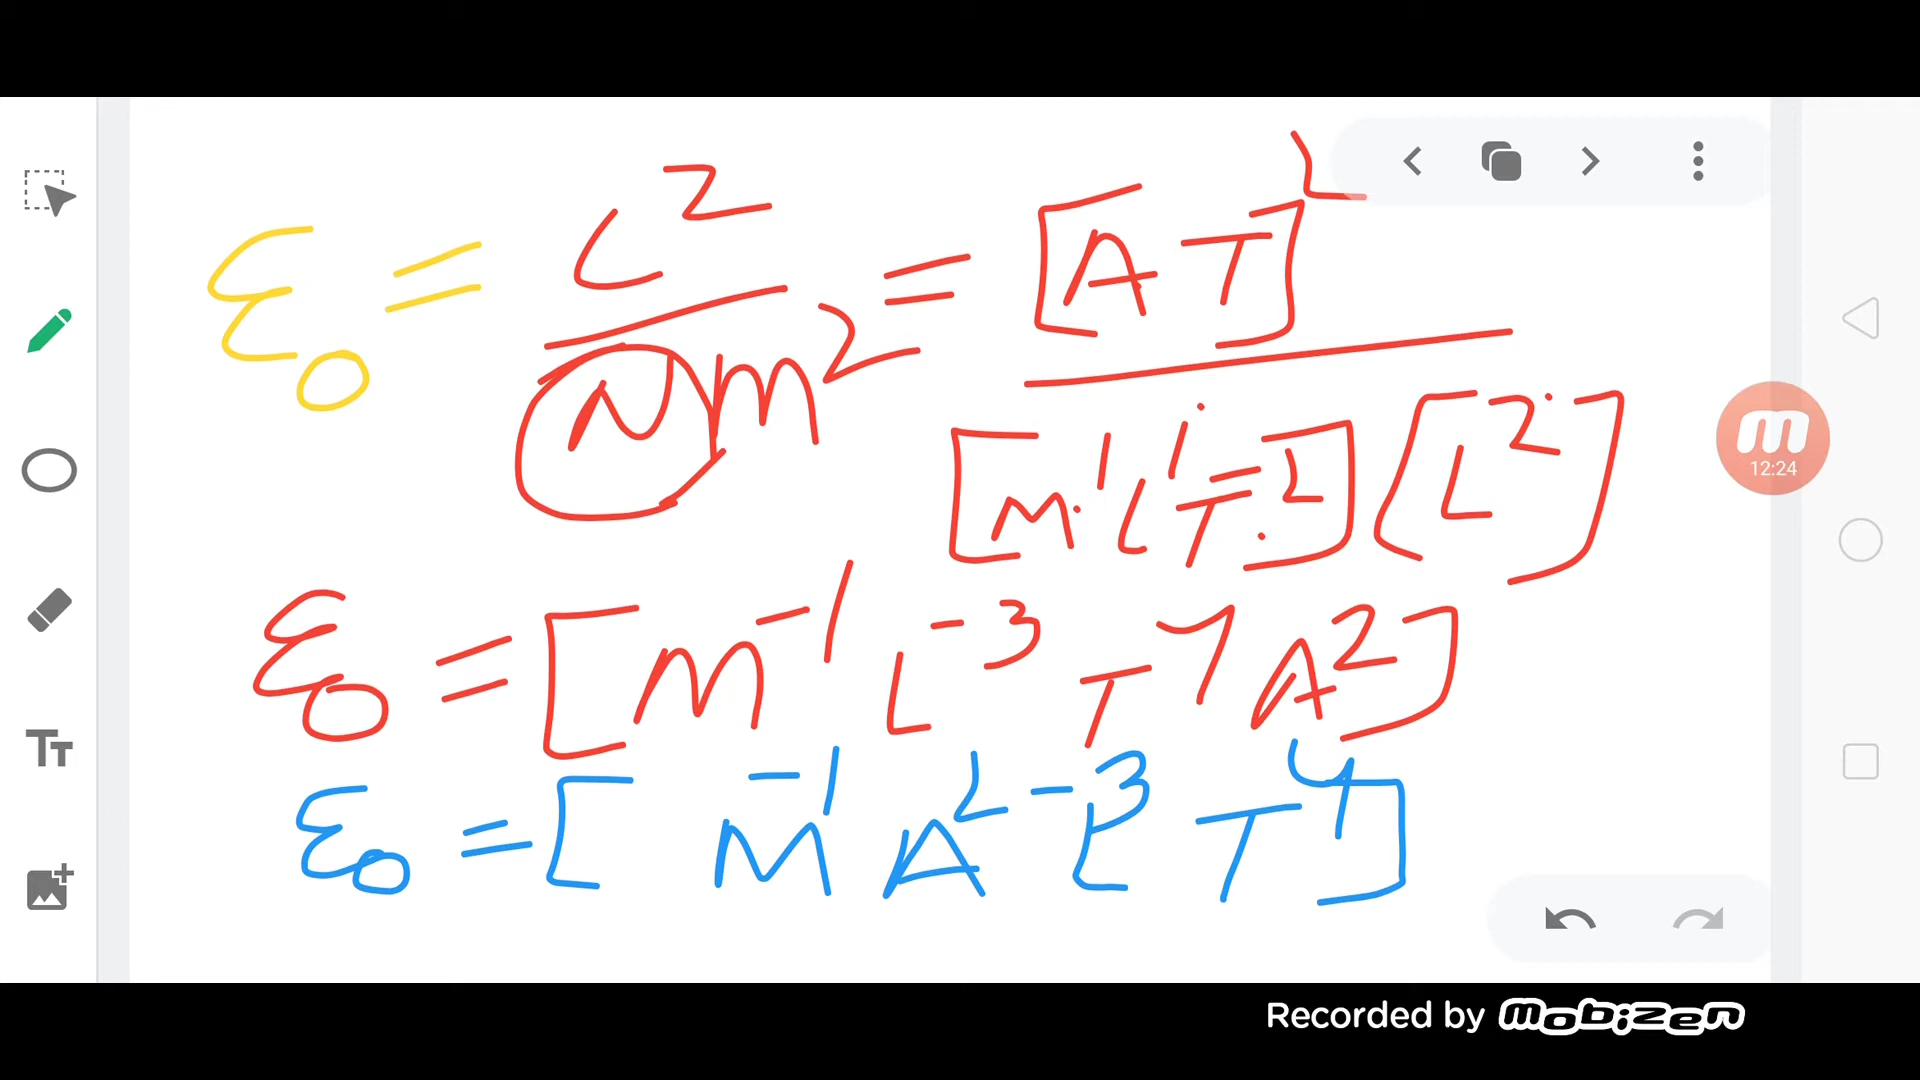 ε₀ = C² / Nm² = [AT]² / [M¹L¹T⁻²][L²]
12:24
ε₀ = [M⁻¹ L⁻³ T⁴ A²]
ε₀ = [M⁻¹ A² L⁻³ T⁴]
Recorded by mobizen